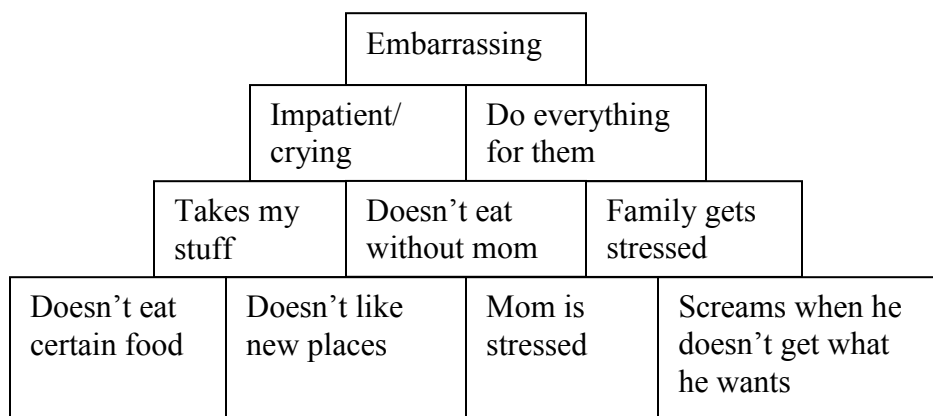 Embarrassing
Impatient/
crying
Do everything
for them
Takes my
stuff
Doesn’t eat
without mom
Family gets
stressed
Doesn’t eat
certain food
Doesn’t like
new places
Mom is
stressed
Screams when he
doesn’t get what
he wants